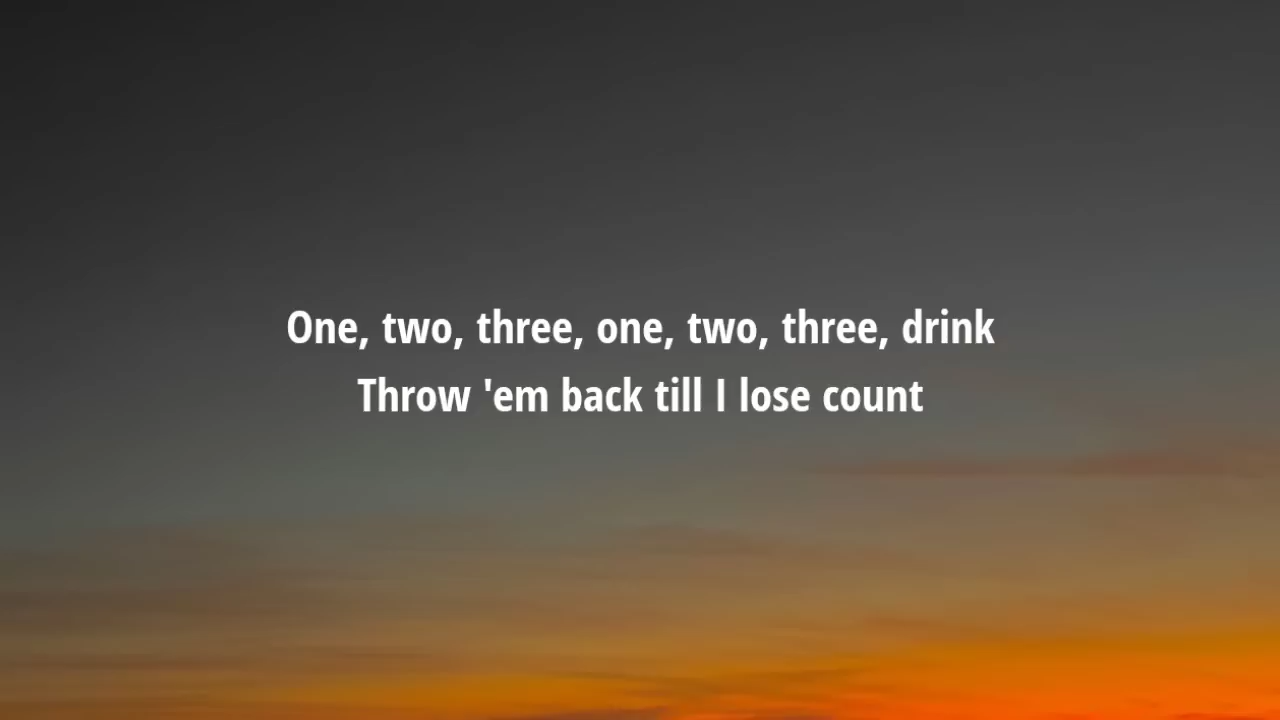 One, two, three, one, two, three, drink
Throw 'em back till I lose count